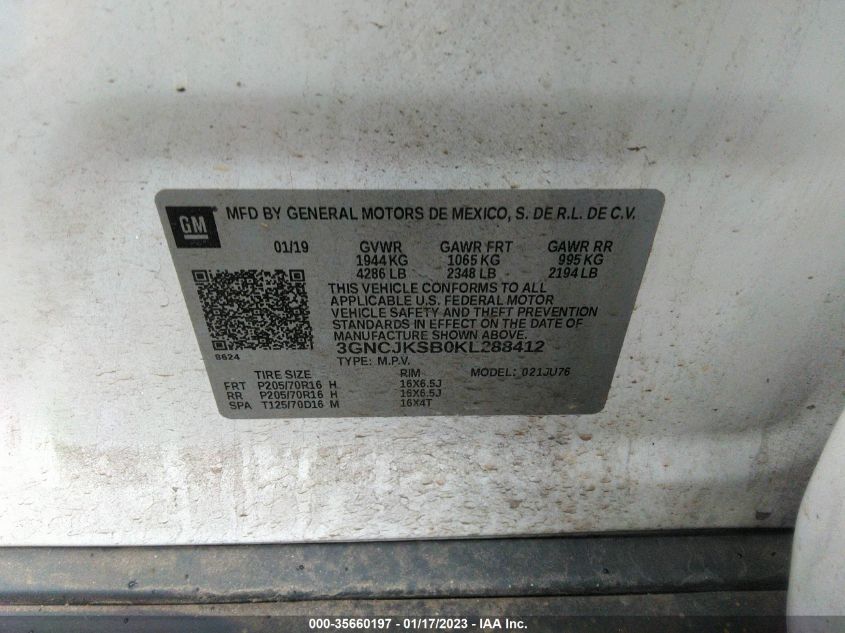 GM
MFD BY GENERAL MOTORS DE MEXICO, S. DE R.L. DE C.V.
01/19 GVWR GAWR FRT GAWR RR
1944 KG 1065 KG 995 KG
4286 LB 2348 LB 2194 LB
THIS VEHICLE CONFORMS TO ALL
APPLICABLE U.S. FEDERAL MOTOR
VEHICLE SAFETY AND THEFT PREVENTION
STANDARDS IN EFFECT ON THE DATE OF
MANUFACTURE SHOWN ABOVE.
3GNCJKSB0KL288412
8624
TYPE: M.P.V. MODEL: 021JU76
TIRE SIZE RIM
FRT P205/70R16 H 16X6.5J
RR P205/70R16 H 16X6.5J
SPA T125/70D16 M 16X4T
000-35660197 - 01/17/2023 - IAA Inc.